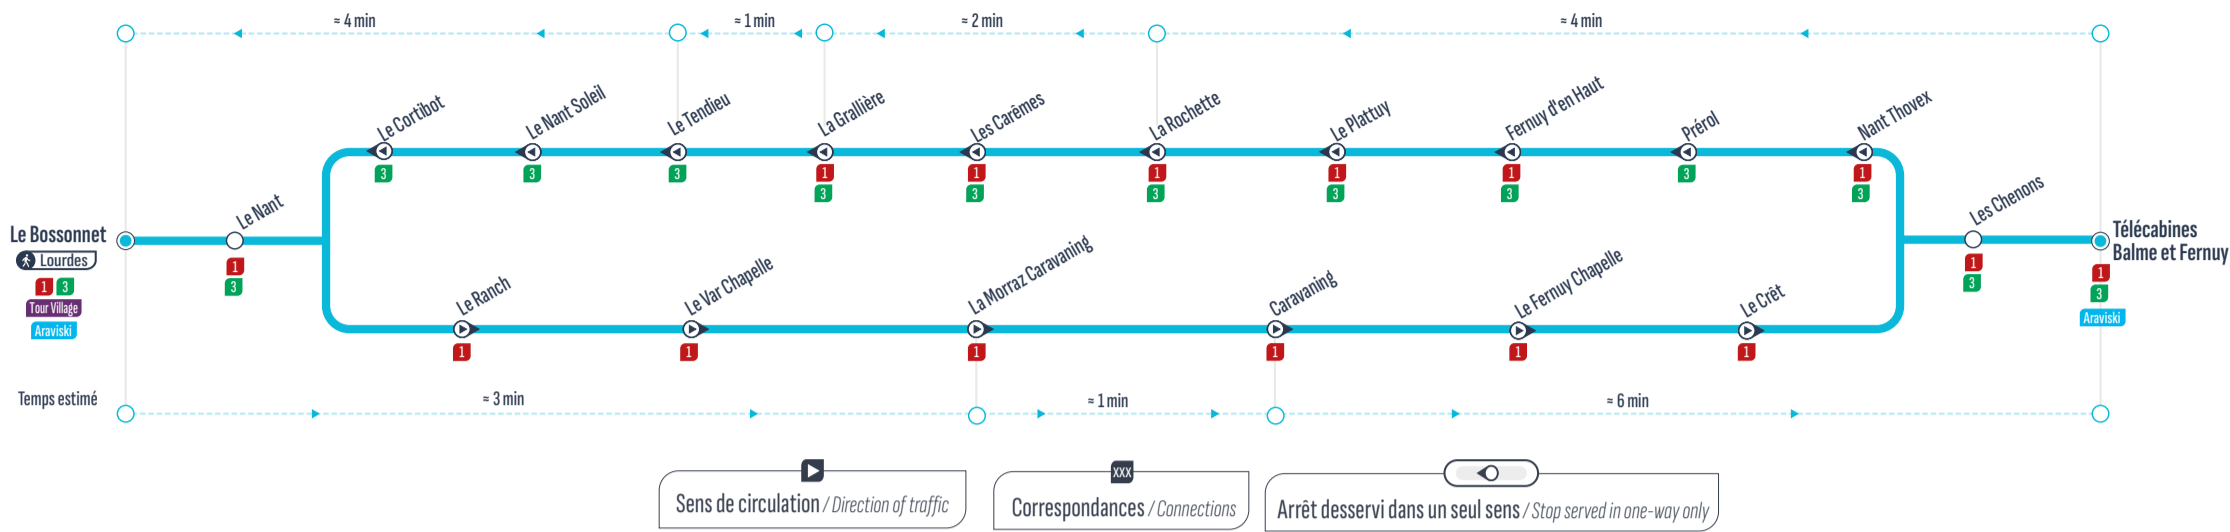 ≈ 4 min
≈ 1 min
≈ 2 min
≈ 4 min
Le Cortibot
3
Le Nant Soleil
3
Le Tendieu
3
La Grallière
1
3
Les Carêmes
1
3
La Rochette
1
3
Le Plattuy
1
3
Fernuy d'en Haut
1
3
Prérol
3
Nant Thovex
1
3
Le Bossonnet
Lourdes
1 3
Tour Village
Araviski
Le Nant
1
3
Les Chenons
1
3
Télécabines
Balme et Fernuy
1
3
Araviski
Le Ranch
1
Le Var Chapelle
1
La Morraz Caravaning
1
Caravaning
1
Le Fernuy Chapelle
1
Le Crêt
1
Temps estimé
≈ 3 min
≈ 1 min
≈ 6 min
Sens de circulation / Direction of traffic
XXX
Correspondances / Connections
Arrêt desservi dans un seul sens / Stop served in one-way only